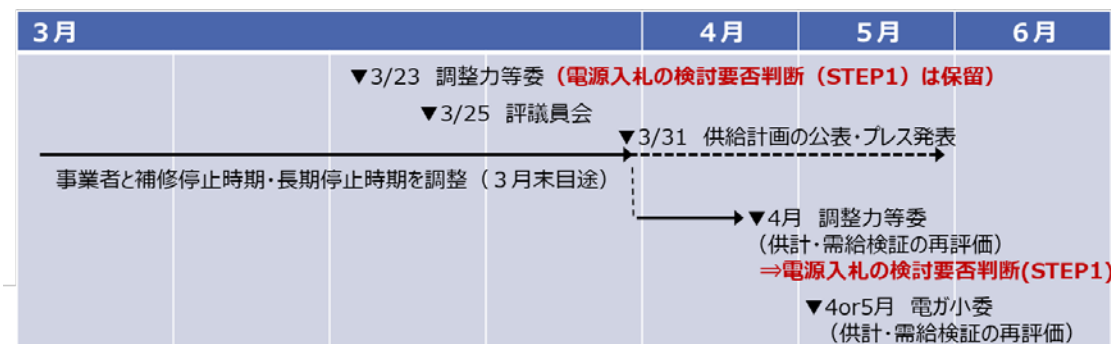 3月 4月 5月 6月
▼3/23 調整力等委（電源入札の検討要否判断（STEP1）は保留）
▼3/25 評議員会
▼3/31 供給計画の公表・プレス発表
事業者と補修停止時期・長期停止時期を調整（３月末目途）
▼4月 調整力等委
（供計・需給検証の再評価）
⇒電源入札の検討要否判断(STEP1)
▼4or5月 電ガ小委
（供計・需給検証の再評価）